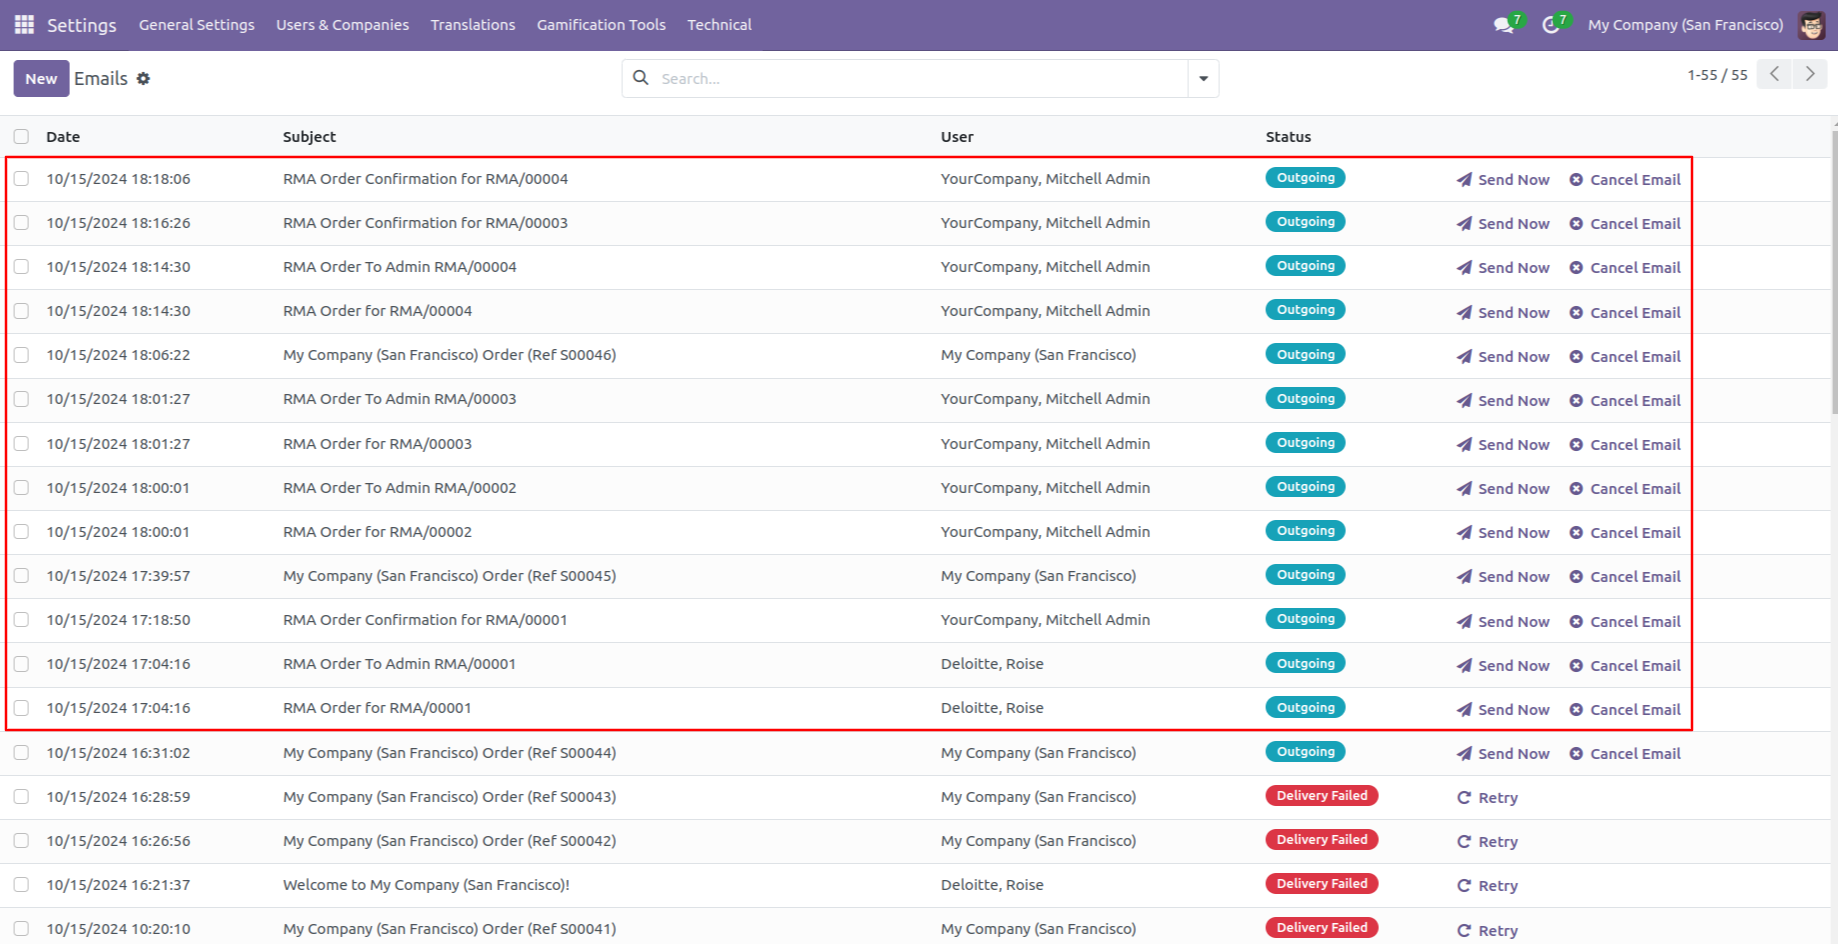 Settings General Settings Users & Companies Translations Gamification Tools Technical 7 7 My Company (San Francisco)
New Emails Search... 1-55 / 55
Date Subject User Status
10/15/2024 18:18:06 RMA Order Confirmation for RMA/00004 YourCompany, Mitchell Admin Outgoing Send Now Cancel Email
10/15/2024 18:16:26 RMA Order Confirmation for RMA/00003 YourCompany, Mitchell Admin Outgoing Send Now Cancel Email
10/15/2024 18:14:30 RMA Order To Admin RMA/00004 YourCompany, Mitchell Admin Outgoing Send Now Cancel Email
10/15/2024 18:14:30 RMA Order for RMA/00004 YourCompany, Mitchell Admin Outgoing Send Now Cancel Email
10/15/2024 18:06:22 My Company (San Francisco) Order (Ref S00046) My Company (San Francisco) Outgoing Send Now Cancel Email
10/15/2024 18:01:27 RMA Order To Admin RMA/00003 YourCompany, Mitchell Admin Outgoing Send Now Cancel Email
10/15/2024 18:01:27 RMA Order for RMA/00003 YourCompany, Mitchell Admin Outgoing Send Now Cancel Email
10/15/2024 18:00:01 RMA Order To Admin RMA/00002 YourCompany, Mitchell Admin Outgoing Send Now Cancel Email
10/15/2024 18:00:01 RMA Order for RMA/00002 YourCompany, Mitchell Admin Outgoing Send Now Cancel Email
10/15/2024 17:39:57 My Company (San Francisco) Order (Ref S00045) My Company (San Francisco) Outgoing Send Now Cancel Email
10/15/2024 17:18:50 RMA Order Confirmation for RMA/00001 YourCompany, Mitchell Admin Outgoing Send Now Cancel Email
10/15/2024 17:04:16 RMA Order To Admin RMA/00001 Deloitte, Roise Outgoing Send Now Cancel Email
10/15/2024 17:04:16 RMA Order for RMA/00001 Deloitte, Roise Outgoing Send Now Cancel Email
10/15/2024 16:31:02 My Company (San Francisco) Order (Ref S00044) My Company (San Francisco) Outgoing Send Now Cancel Email
10/15/2024 16:28:59 My Company (San Francisco) Order (Ref S00043) My Company (San Francisco) Delivery Failed Retry
10/15/2024 16:26:56 My Company (San Francisco) Order (Ref S00042) My Company (San Francisco) Delivery Failed Retry
10/15/2024 16:21:37 Welcome to My Company (San Francisco)! Deloitte, Roise Delivery Failed Retry
10/15/2024 10:20:10 My Company (San Francisco) Order (Ref S00041) My Company (San Francisco) Delivery Failed Retry